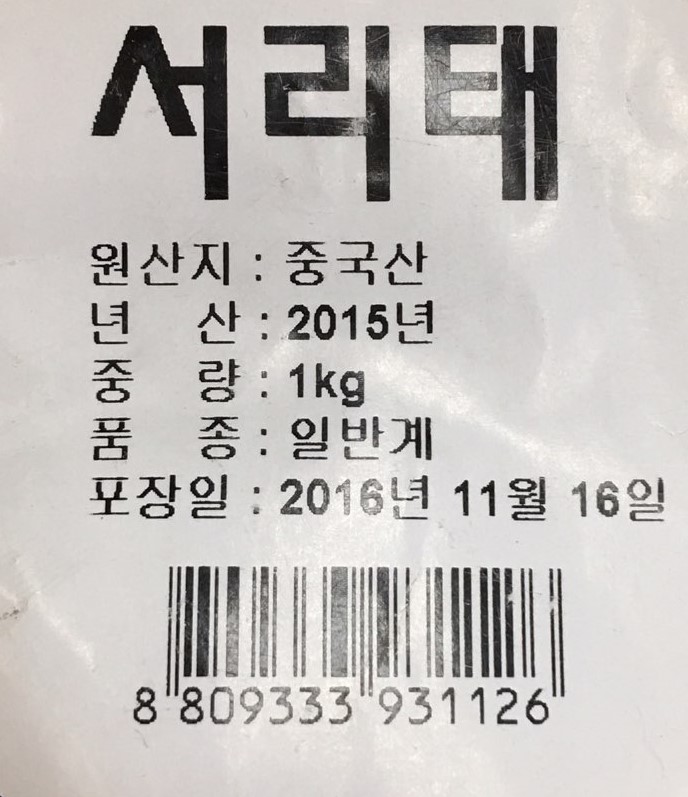 서리태
원산지 : 중국산
년 산 : 2015년
중 량 : 1kg
품 종 : 일반계
포장일 : 2016년 11월 16일
8 809333 931126